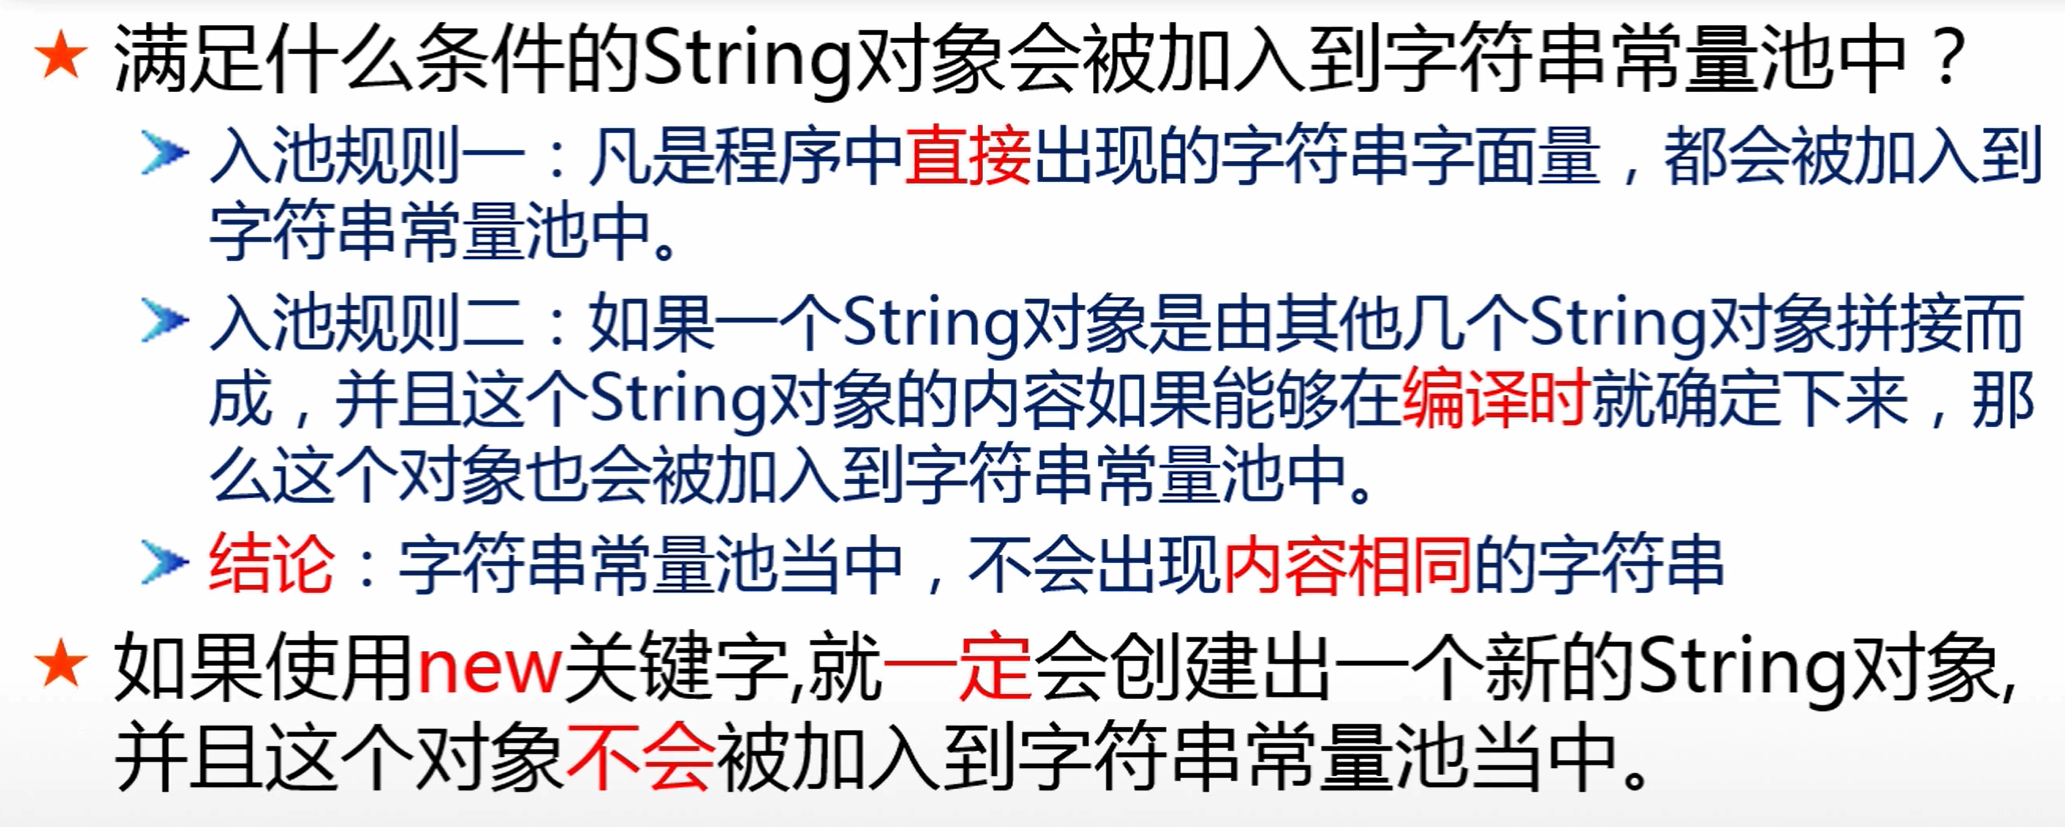 满足什么条件的String对象会被加入到字符串常量池中？
入池规则一：凡是程序中直接出现的字符串字面量，都会被加入到
字符串常量池中。
入池规则二：如果一个String对象是由其他几个String对象拼接而
成，并且这个String对象的内容如果能够在编译时就确定下来，那
么这个对象也会被加入到字符串常量池中。
结论：字符串常量池当中，不会出现内容相同的字符串
如果使用new关键字,就一定会创建出一个新的String对象,
并且这个对象不会被加入到字符串常量池当中。